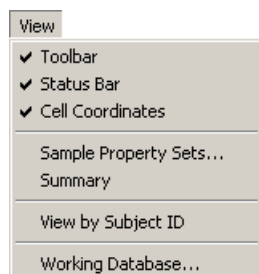 View
Toolbar
Status Bar
Cell Coordinates
Sample Property Sets...
Summary
View by Subject ID
Working Database...